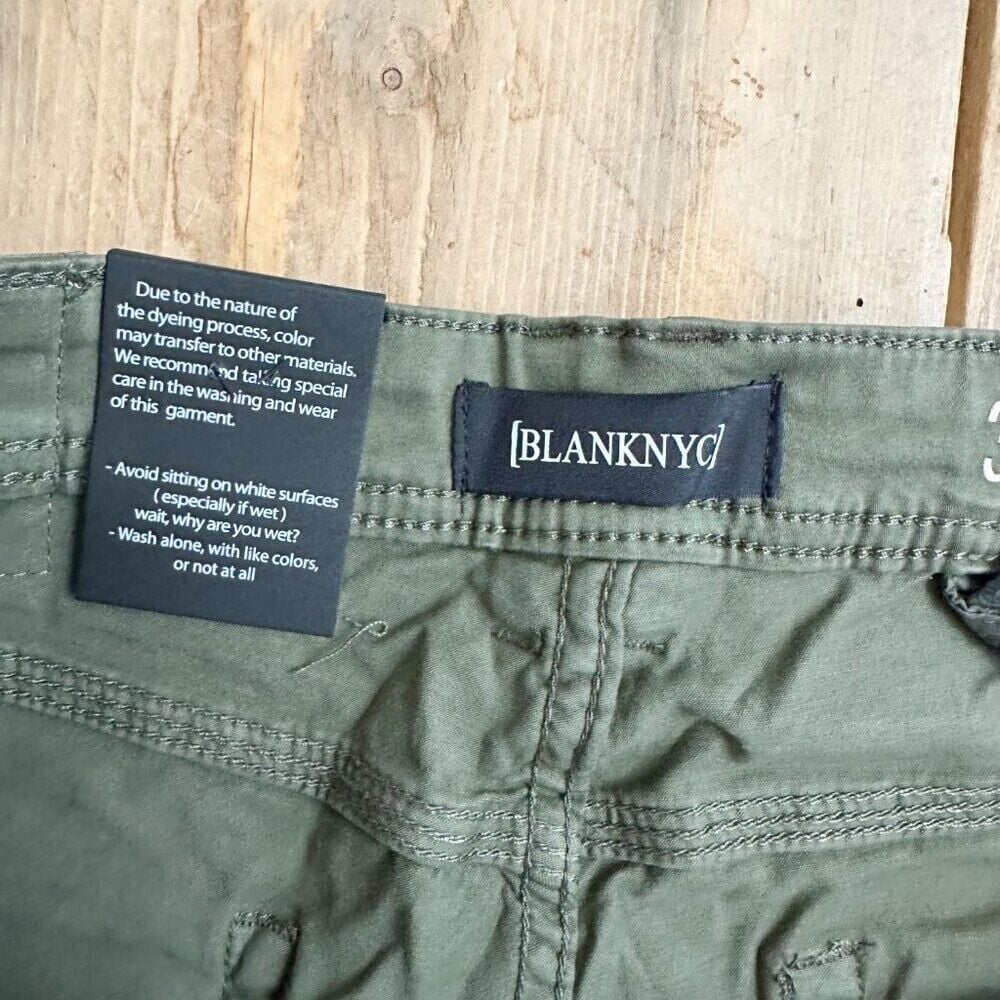 Due to the nature of
the dyeing process, color
may transfer to other materials.
We recommend taking special
care in the washing and wear
of this garment.
- Avoid sitting on white surfaces
( especially if wet )
wait, why are you wet?
- Wash alone, with like colors,
or not at all
[BLANKNYC]